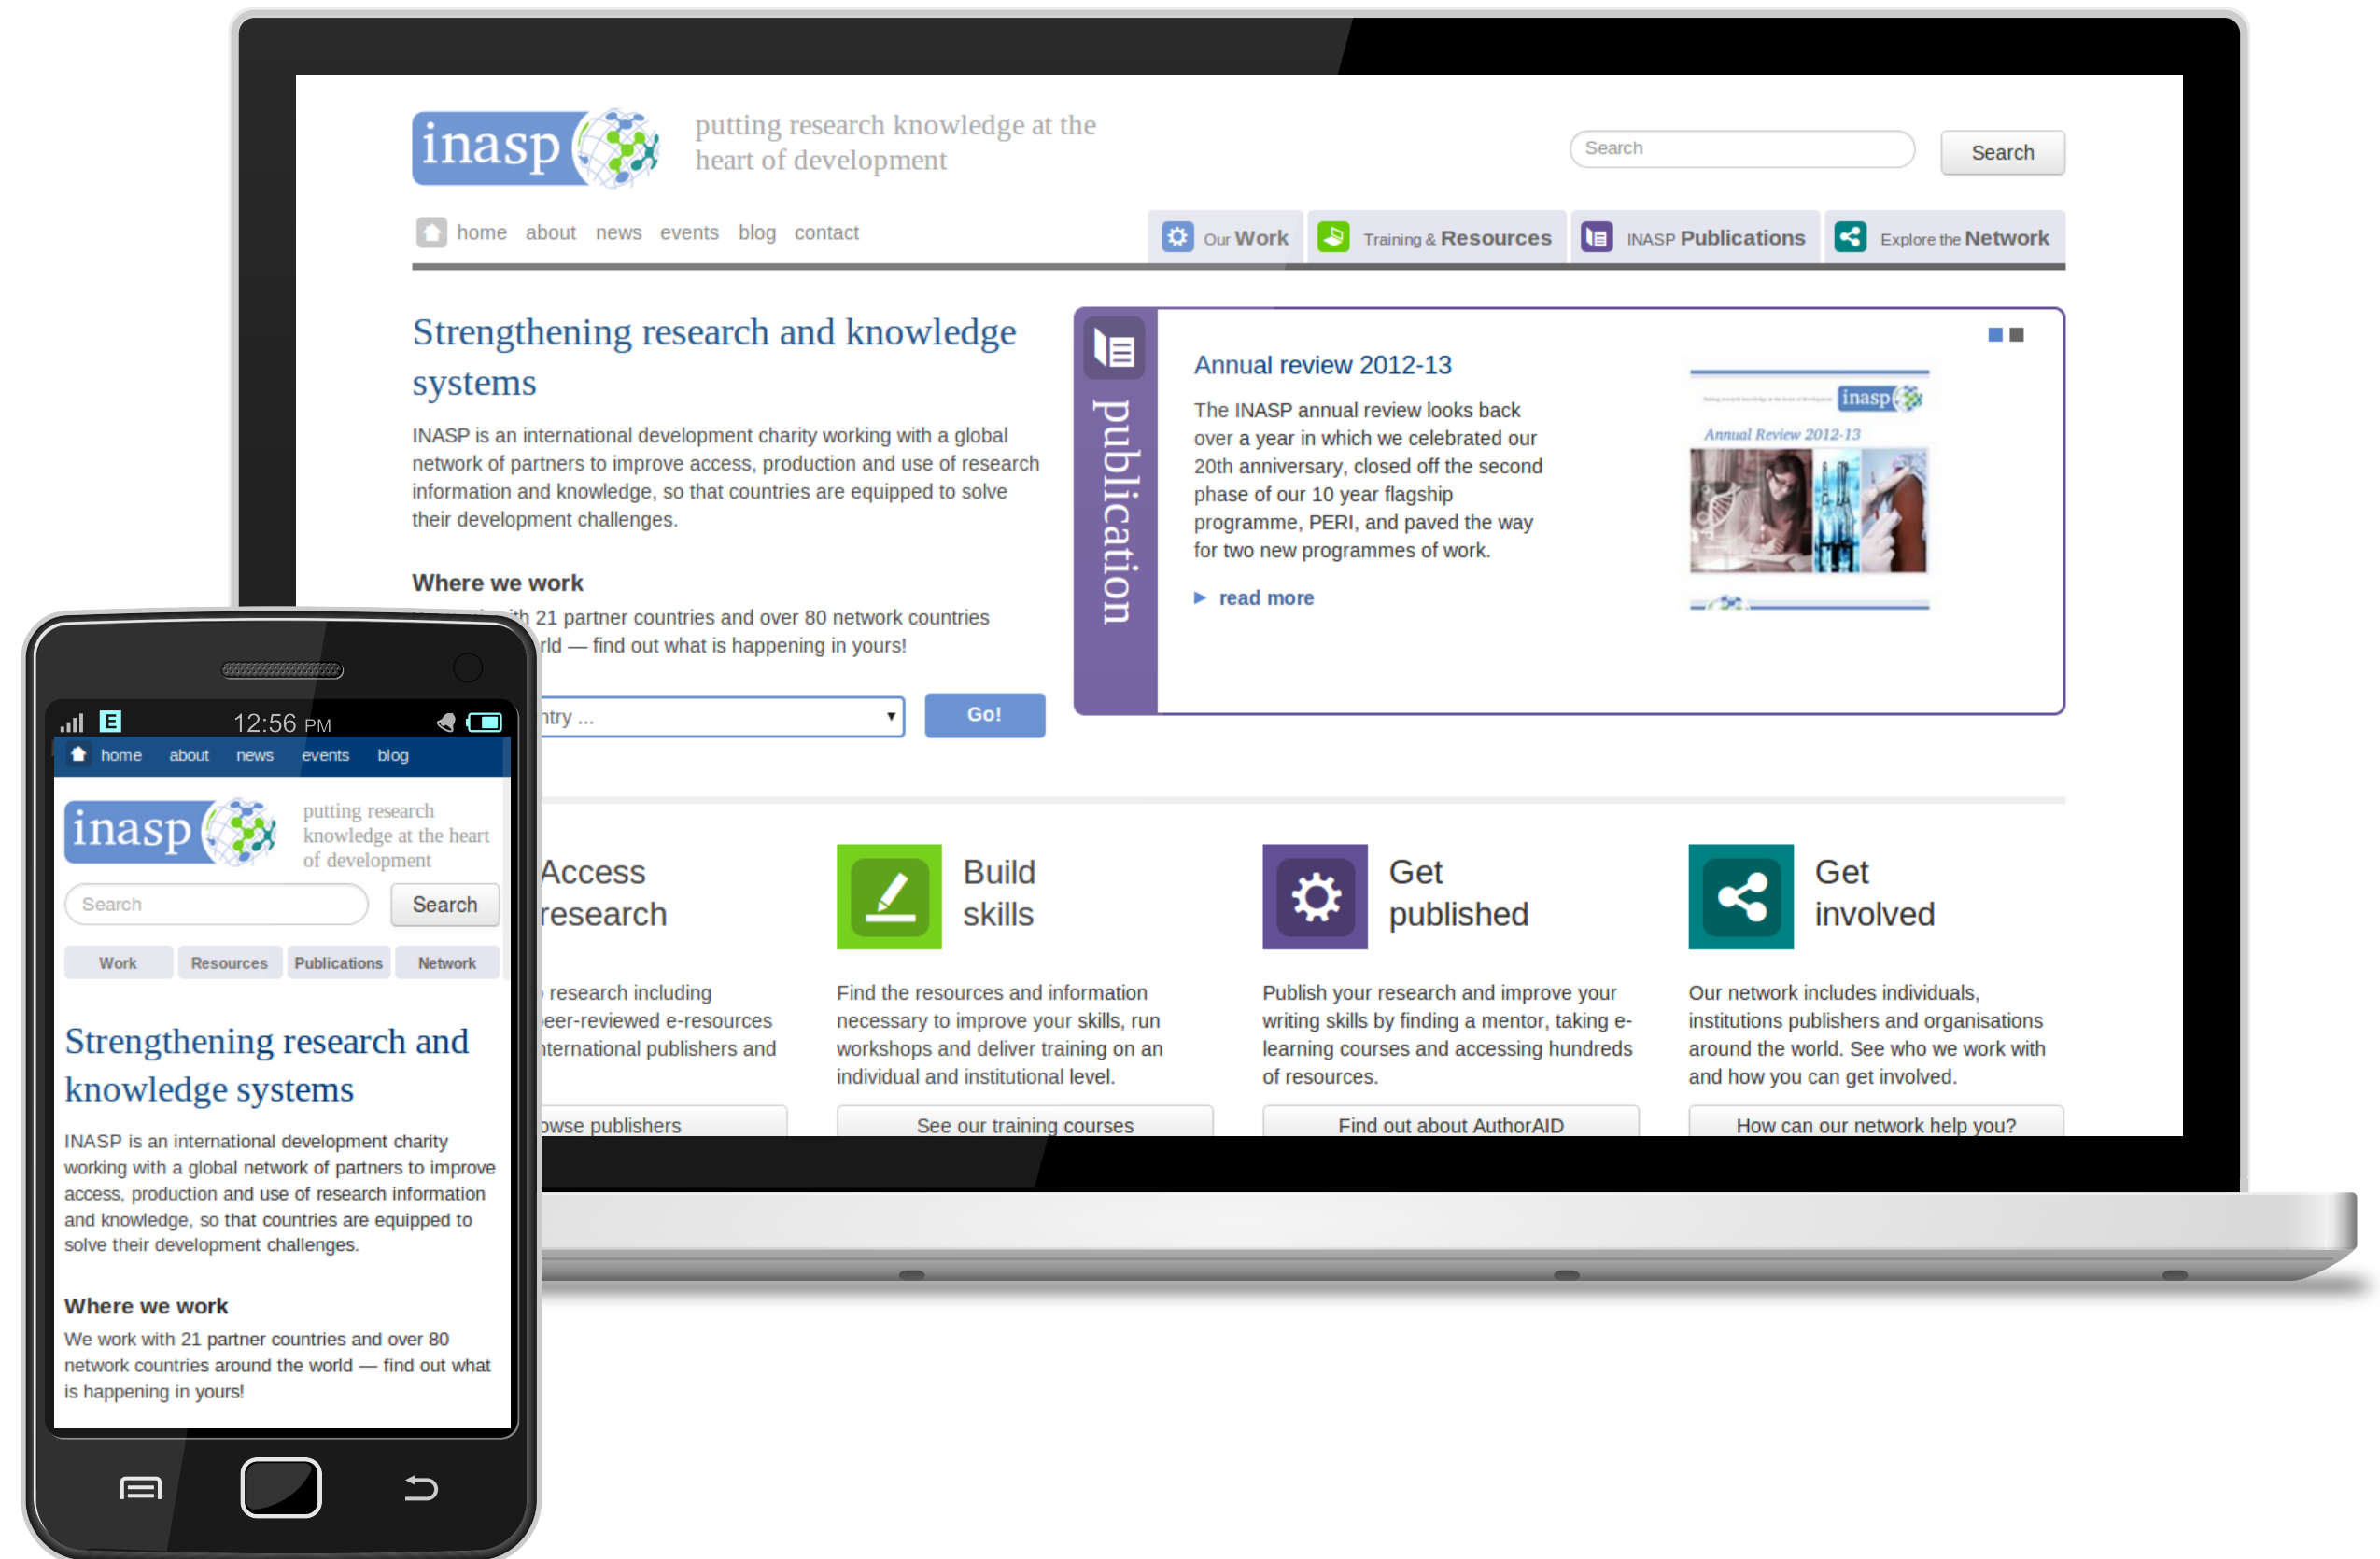 inasp
putting research knowledge at the
heart of development
Search
Search
home about news events blog contact
Our Work
Training & Resources
INASP Publications
Explore the Network
Strengthening research and knowledge
systems
INASP is an international development charity working with a global
network of partners to improve access, production and use of research
information and knowledge, so that countries are equipped to solve
their development challenges.
Where we work
21 partner countries and over 80 network countries
— find out what is happening in yours!
...
Go!
publication
Annual review 2012-13
The INASP annual review looks back
over a year in which we celebrated our
20th anniversary, closed off the second
phase of our 10 year flagship
programme, PERI, and paved the way
for two new programmes of work.
read more
inasp
Annual Review 2012-13
Access
research
research including
peer-reviewed e-resources
international publishers and
publishers
Build
skills
Find the resources and information
necessary to improve your skills, run
workshops and deliver training on an
individual and institutional level.
See our training courses
Get
published
Publish your research and improve your
writing skills by finding a mentor, taking e-
learning courses and accessing hundreds
of resources.
Find out about AuthorAID
Get
involved
Our network includes individuals,
institutions publishers and organisations
around the world. See who we work with
and how you can get involved.
How can our network help you?
E
12:56 PM
home about news events blog
inasp
putting research
knowledge at the heart
of development
Search
Search
Work
Resources
Publications
Network
Strengthening research and
knowledge systems
INASP is an international development charity
working with a global network of partners to improve
access, production and use of research information
and knowledge, so that countries are equipped to
solve their development challenges.
Where we work
We work with 21 partner countries and over 80
network countries around the world — find out what
is happening in yours!